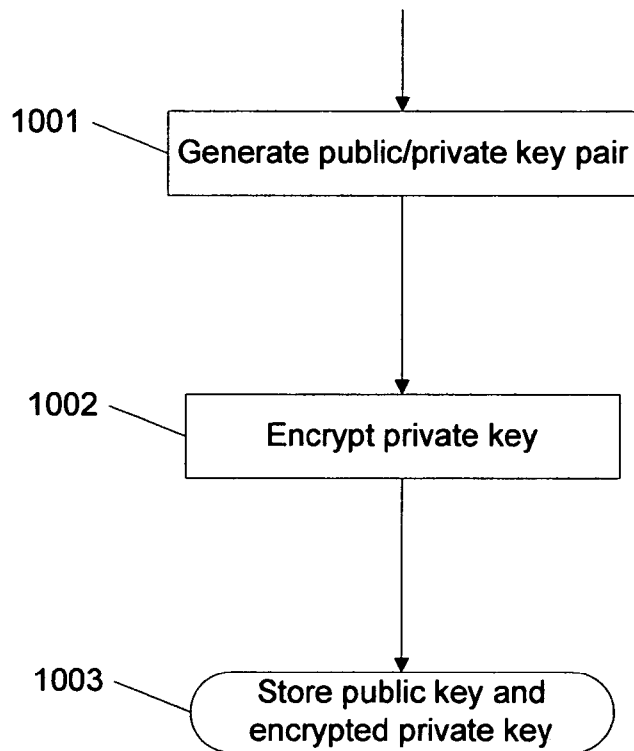 1001
Generate public/private key pair
1002
Encrypt private key
1003
Store public key and
encrypted private key